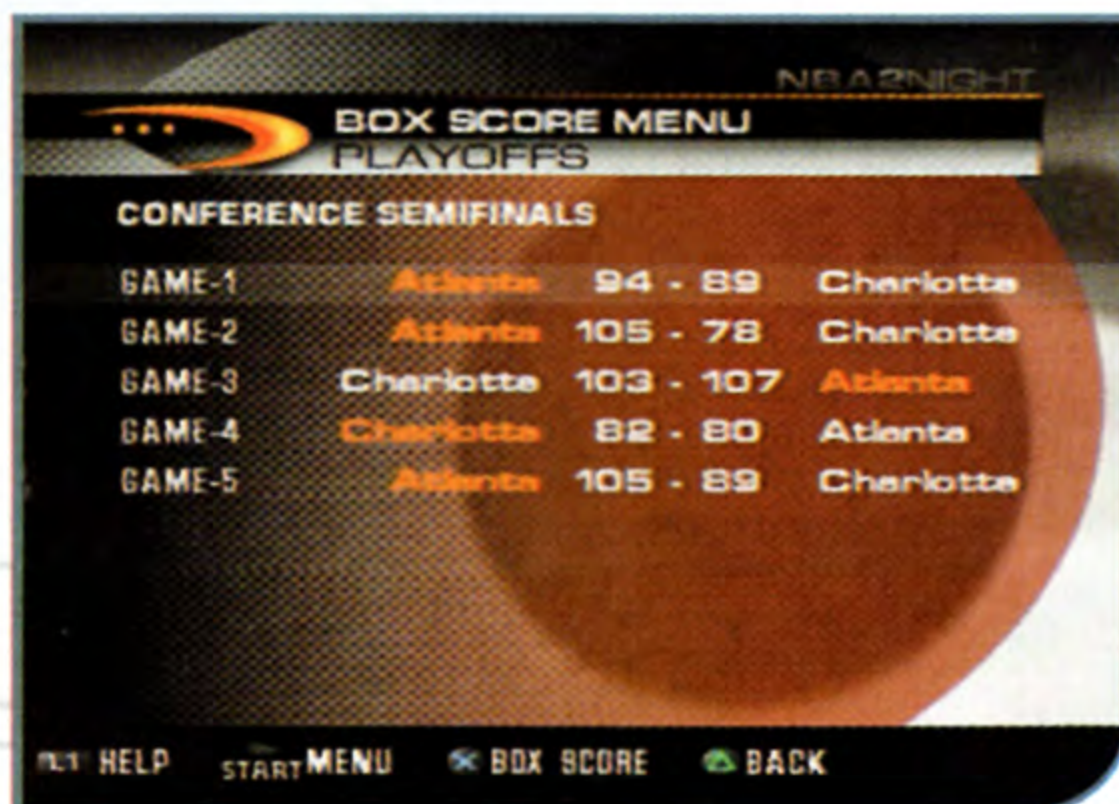 NBA2NIGHT
BOX SCORE MENU
PLAYOFFS
CONFERENCE SEMIFINALS
GAME-1 Atlanta 94 - 89 Charlotte
GAME-2 Atlanta 105 - 78 Charlotte
GAME-3 Charlotte 103 - 107 Atlanta
GAME-4 Charlotte 82 - 80 Atlanta
GAME-5 Atlanta 105 - 89 Charlotte
HELP START MENU BOX SCORE BACK